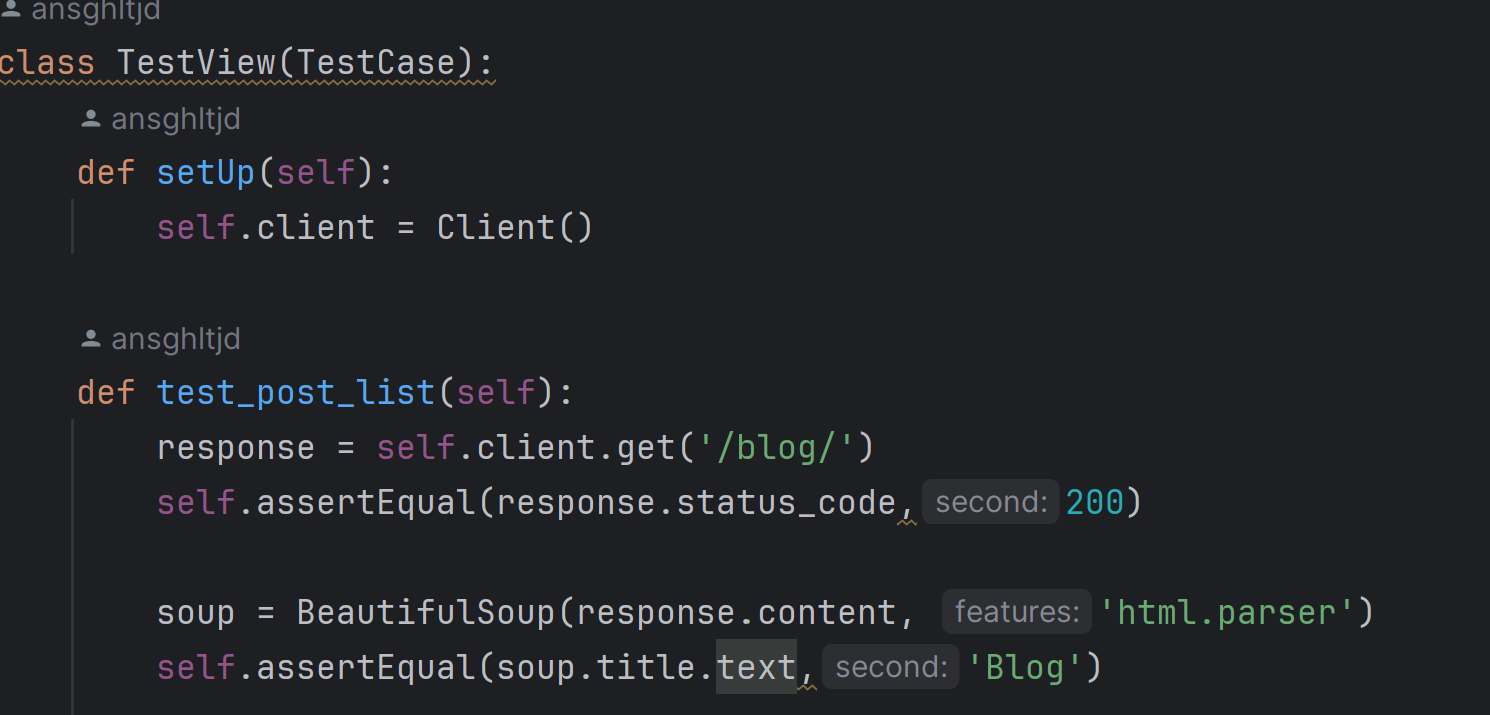 ansghltjd
class TestView(TestCase):
ansghltjd
def setUp(self):
self.client = Client()
ansghltjd
def test_post_list(self):
response = self.client.get('/blog/')
self.assertEqual(response.status_code, second: 200)
soup = BeautifulSoup(response.content, features: 'html.parser')
self.assertEqual(soup.title.text, second: 'Blog')